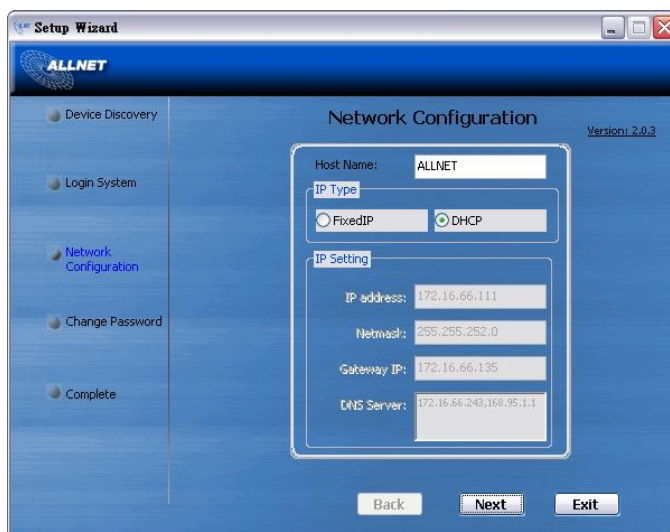 Setup Wizard
ALLNET
Device Discovery
Login System
Network
Configuration
Change Password
Complete
Network Configuration
Version: 2.0.3
Host Name: ALLNET
IP Type
FixedIP DHCP
IP Setting
IP address: 172.16.66.111
Netmask: 255.255.252.0
Gateway IP: 172.16.66.135
DNS Server: 172.16.66.243,168.95.1.1
Back Next Exit